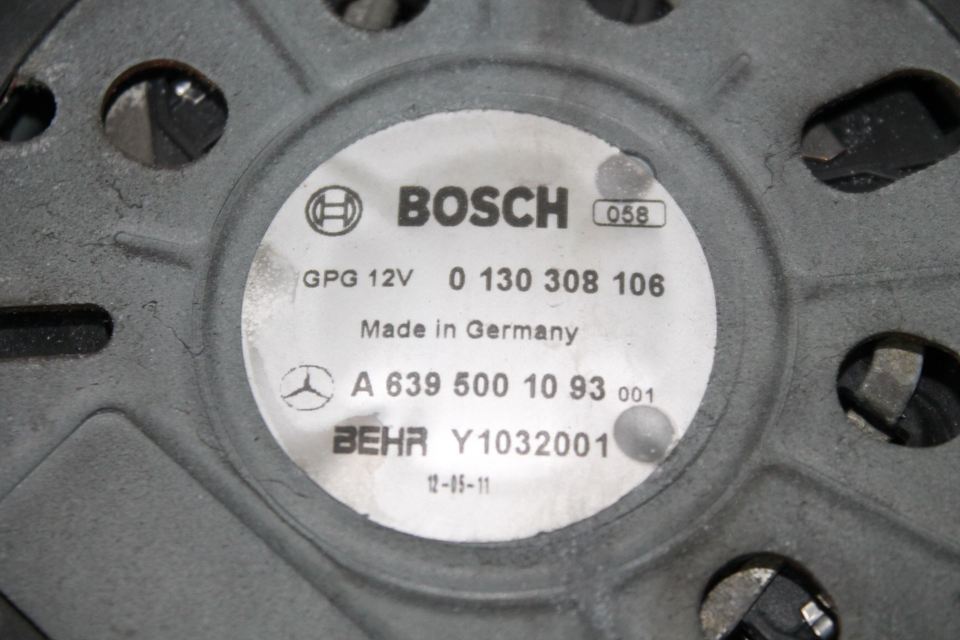 BOSCH 058
GPG 12V 0 130 308 106
Made in Germany
A 639 500 10 93 001
BEHR Y1032001
12-05-11